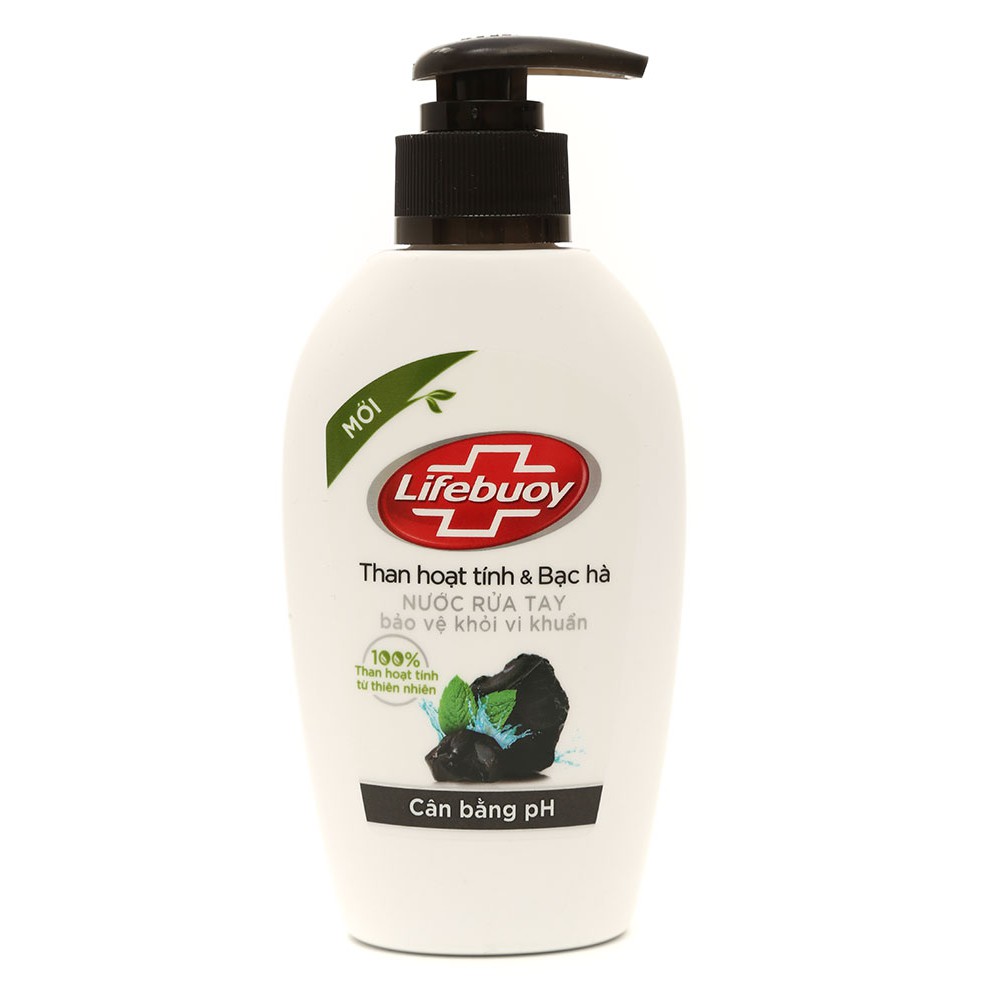 MỚI
Lifebuoy
Than hoạt tính & Bạc hà
NƯỚC RỬA TAY
bảo vệ khỏi vi khuẩn
100%
Than hoạt tính
từ thiên nhiên
Cân bằng pH